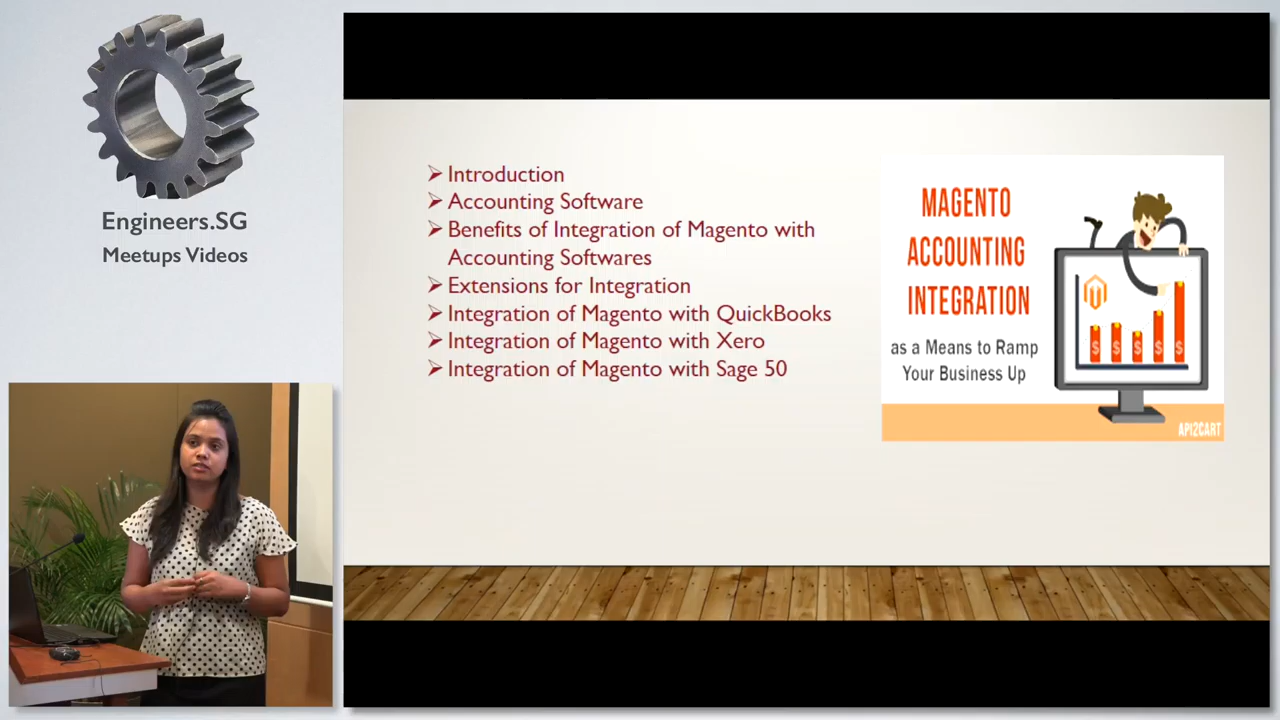 Engineers.SG
Meetups Videos
Introduction
Accounting Software
Benefits of Integration of Magento with
Accounting Softwares
Extensions for Integration
Integration of Magento with QuickBooks
Integration of Magento with Xero
Integration of Magento with Sage 50
MAGENTO
ACCOUNTING
INTEGRATION
as a Means to Ramp
Your Business Up
$ $ $ $ $
API2CART